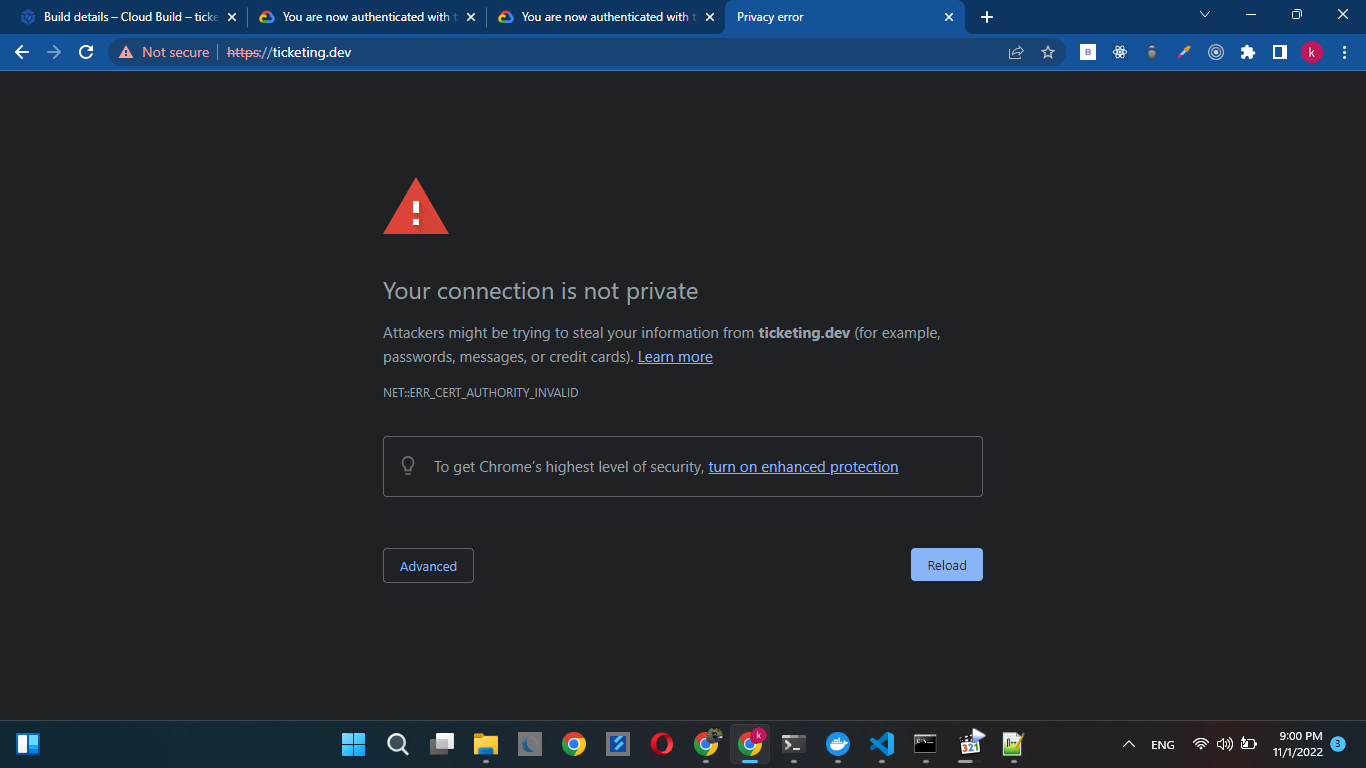 Build details – Cloud Build – ticke
You are now authenticated with t
You are now authenticated with t
Privacy error
Not secure
https://ticketing.dev
B
k
Your connection is not private
Attackers might be trying to steal your information from ticketing.dev (for example,
passwords, messages, or credit cards). Learn more
NET::ERR_CERT_AUTHORITY_INVALID
To get Chrome's highest level of security, turn on enhanced protection
Advanced
Reload
k
321
ENG
9:00 PM
11/1/2022
3